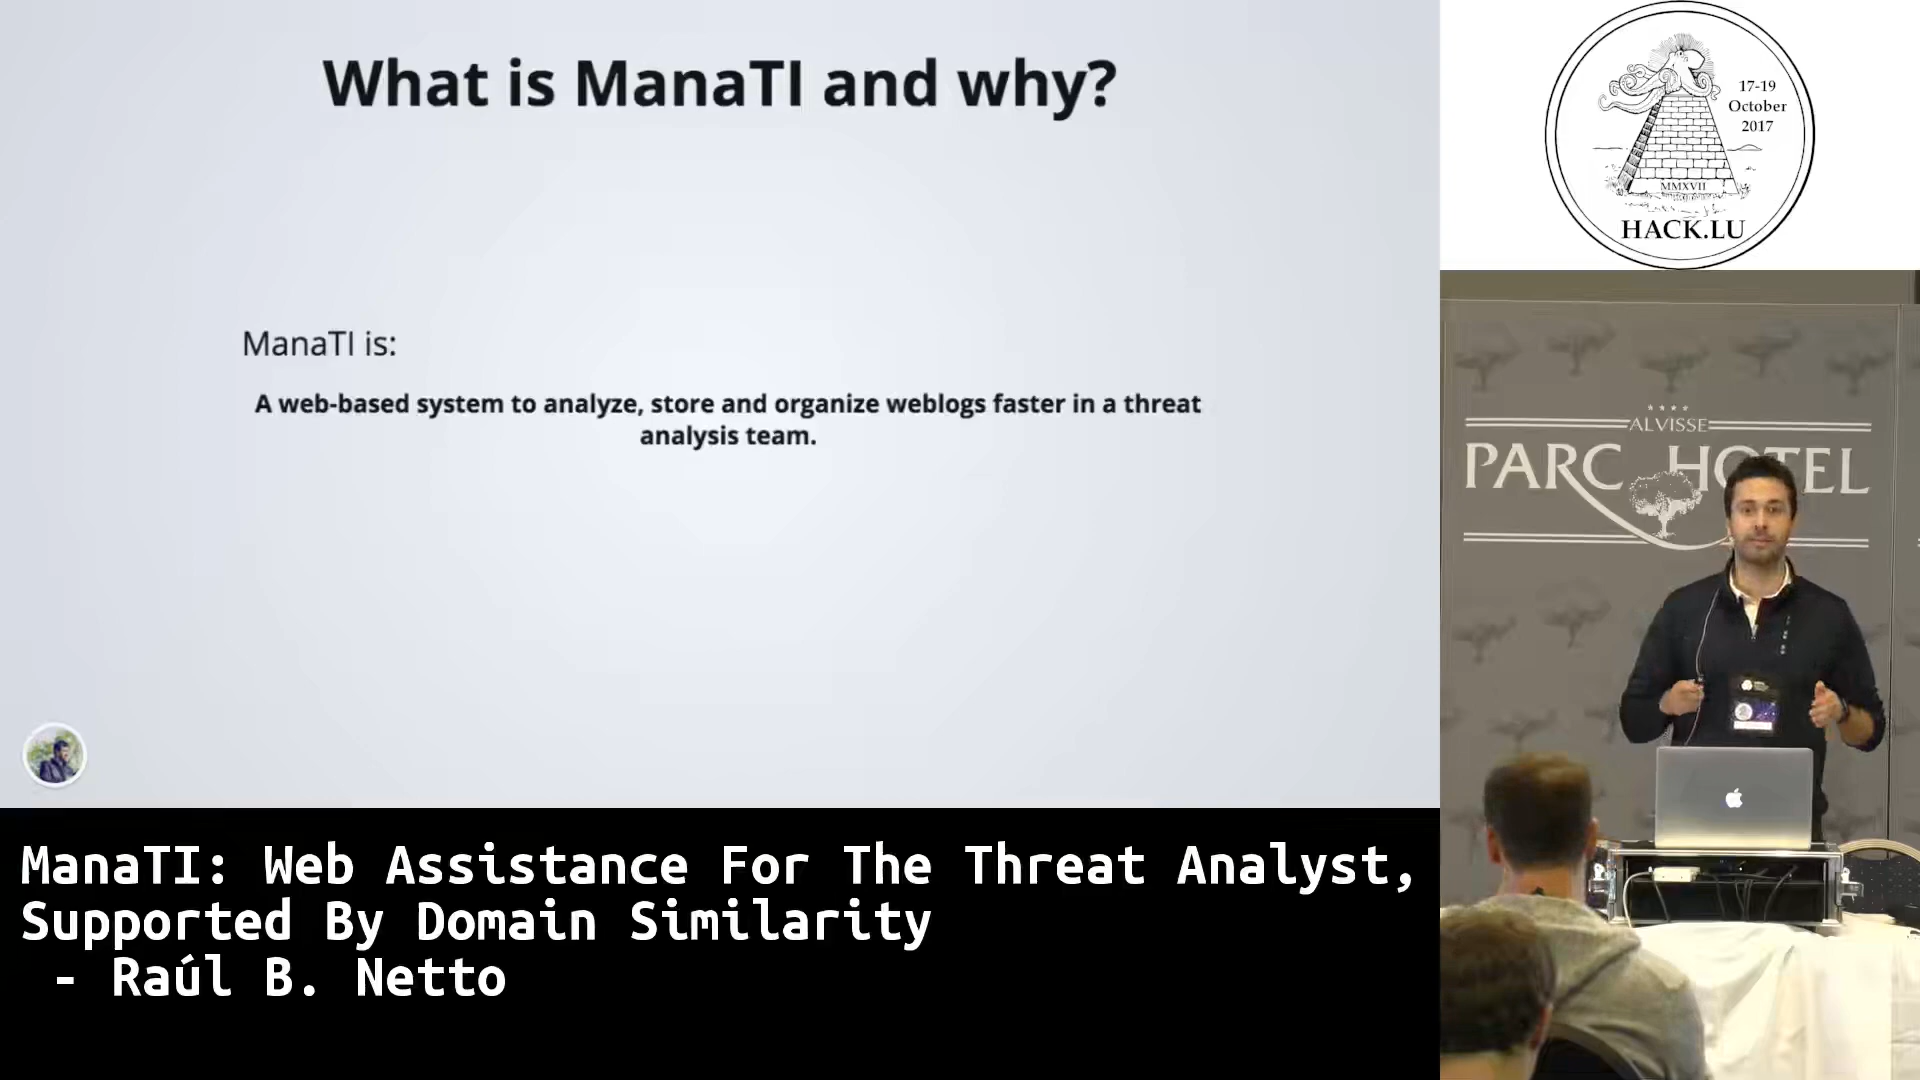 What is ManaTI and why?
ManaTI is:
A web-based system to analyze, store and organize weblogs faster in a threat
analysis team.
17-19
October
2017
MMXVII
HACK.LU
ALVISSE
PARC HOTEL
ManaTI: Web Assistance For The Threat Analyst,
Supported By Domain Similarity
- Raúl B. Netto